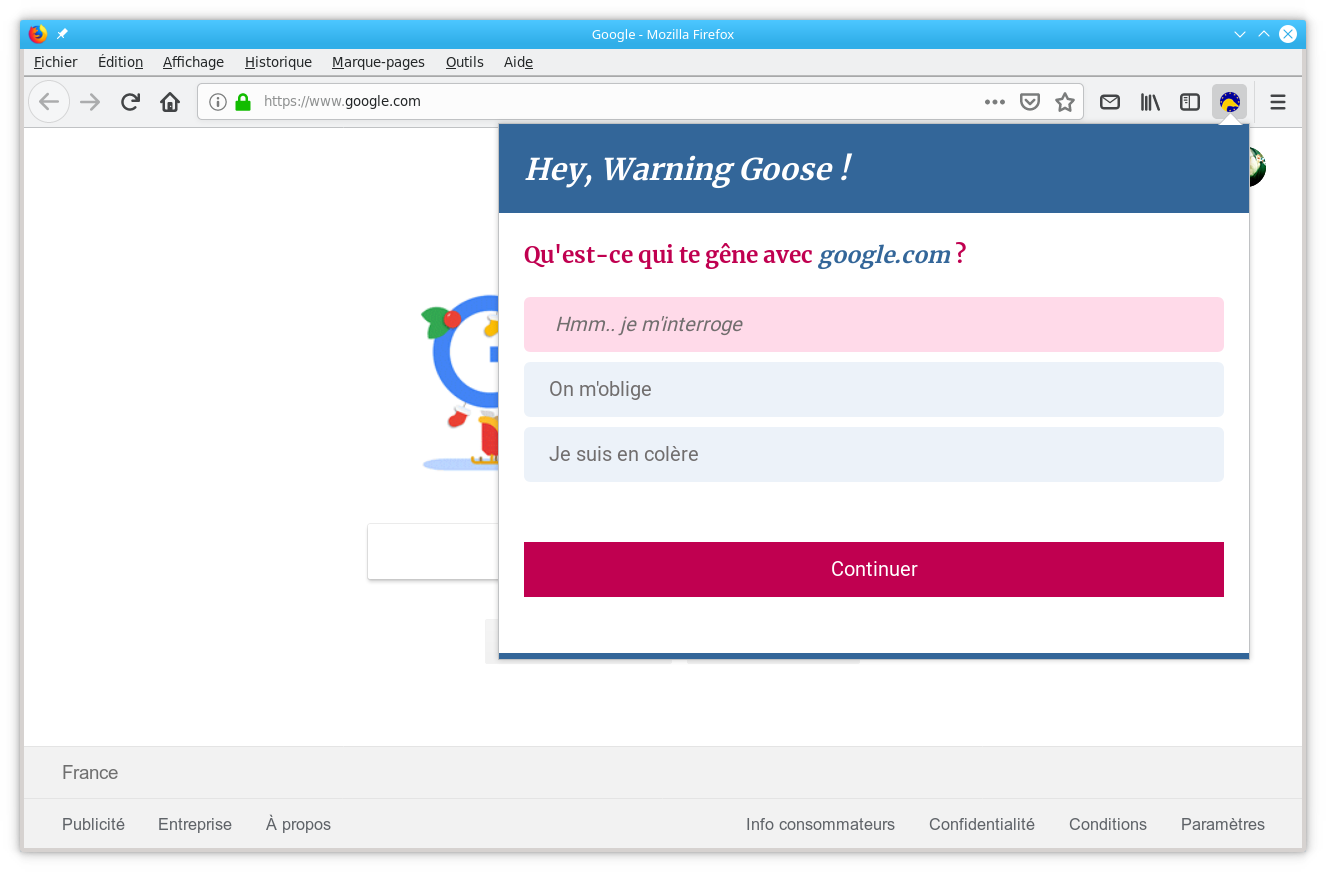 Google - Mozilla Firefox
Fichier Édition Affichage Historique Marque-pages Outils Aide
https://www.google.com
Hey, Warning Goose !
Qu'est-ce qui te gêne avec google.com ?
Hmm.. je m'interroge
On m'oblige
Je suis en colère
Continuer
France
Publicité Entreprise À propos Info consommateurs Confidentialité Conditions Paramètres